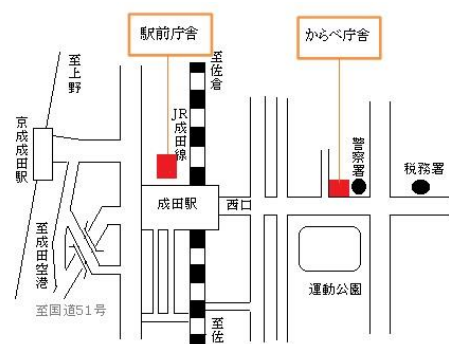 駅前庁舎
からべ庁舎
至上野
至佐倉
JR成田線
京成成田駅
警察署
税務署
成田駅
西口
至成田空港
運動公園
至国道51号
至佐